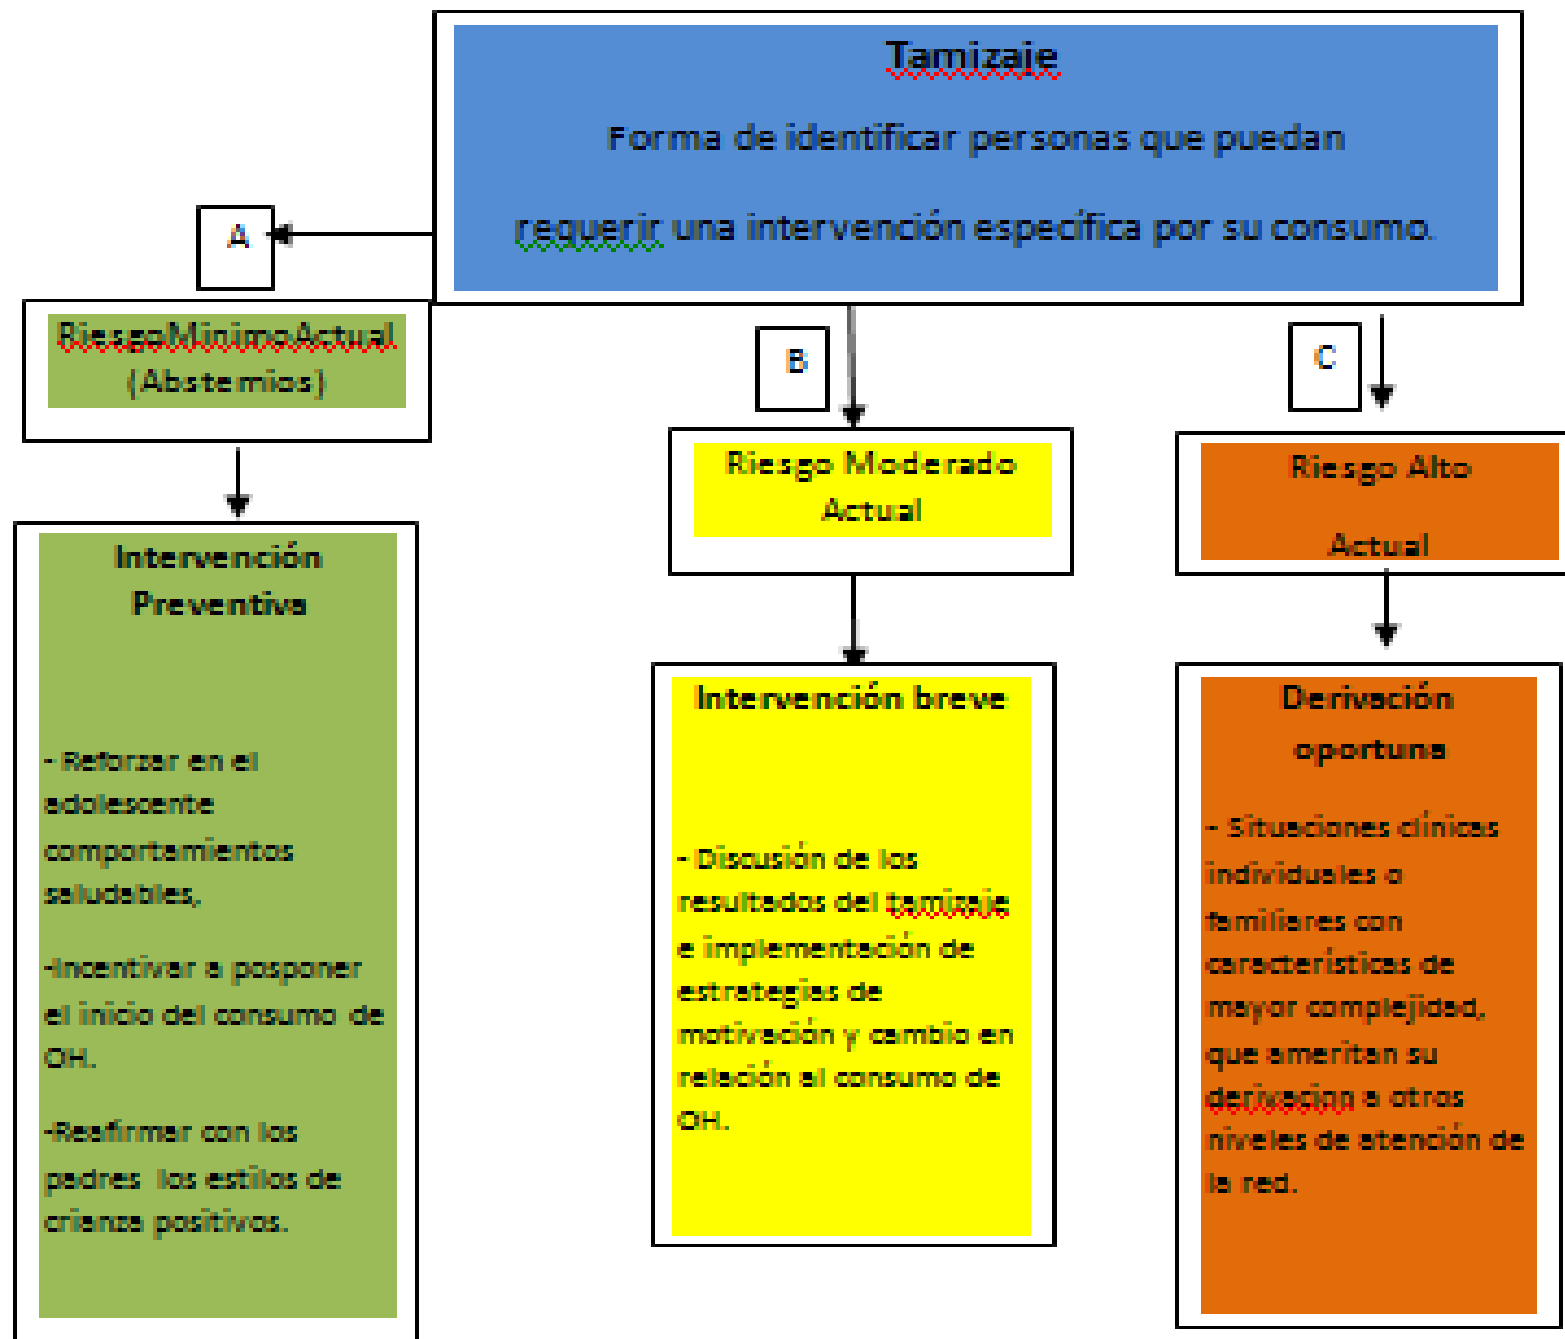 Tamizaje
Forma de identificar personas que puedan
requerir una intervención específica por su consumo.
A
RiesgoMinimoActual
(Abstemios)
Intervención
Preventiva
- Reforzar en el
adolescente
comportamientos
saludables,
-Incentivar a posponer
el inicio del consumo de
OH.
-Reafirmar con los
padres los estilos de
crianza positivos.
B
Riesgo Moderado
Actual
Intervención breve
- Discusión de los
resultados del tamizaje
e implementación de
estrategias de
motivación y cambio en
relación al consumo de
OH.
C
Riesgo Alto
Actual
Derivación
oportuna
- Situaciones clínicas
individuales o
familiares con
características de
mayor complejidad,
que ameritan su
derivacion a otros
niveles de atención de
la red.